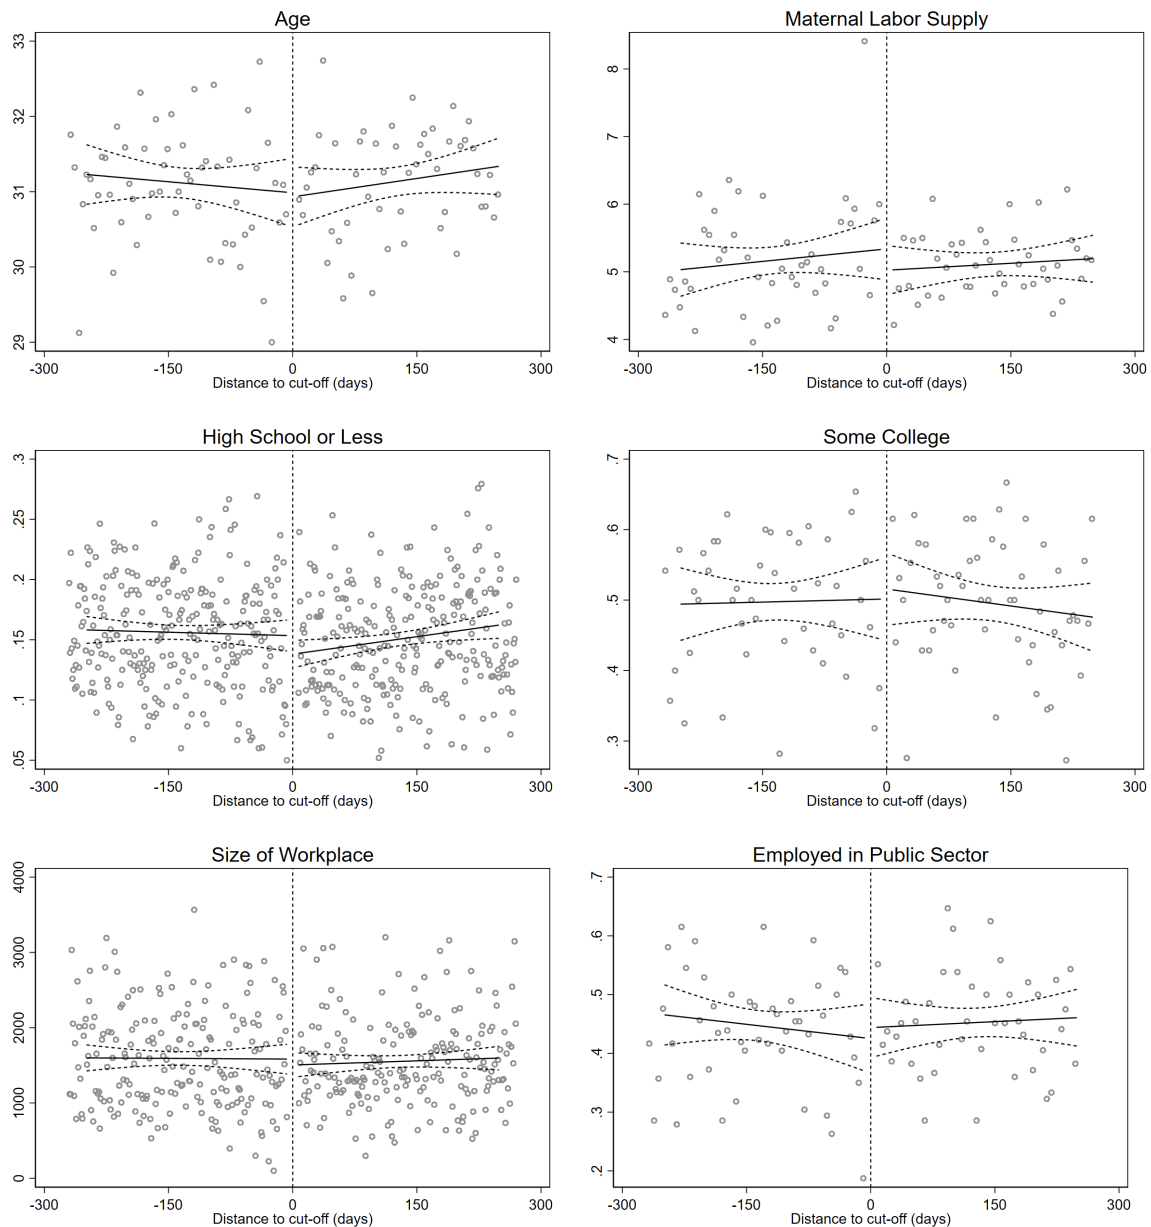 Age
33
32
31
30
29
-300 -150 0 150 300
Distance to cut-off (days)
Maternal Labor Supply
8
7
6
5
4
-300 -150 0 150 300
Distance to cut-off (days)
High School or Less
.3
.25
.2
.15
.1
.05
-300 -150 0 150 300
Distance to cut-off (days)
Some College
.7
.6
.5
.4
.3
-300 -150 0 150 300
Distance to cut-off (days)
Size of Workplace
4000
3000
2000
1000
0
-300 -150 0 150 300
Distance to cut-off (days)
Employed in Public Sector
.7
.6
.5
.4
.3
.2
-300 -150 0 150 300
Distance to cut-off (days)